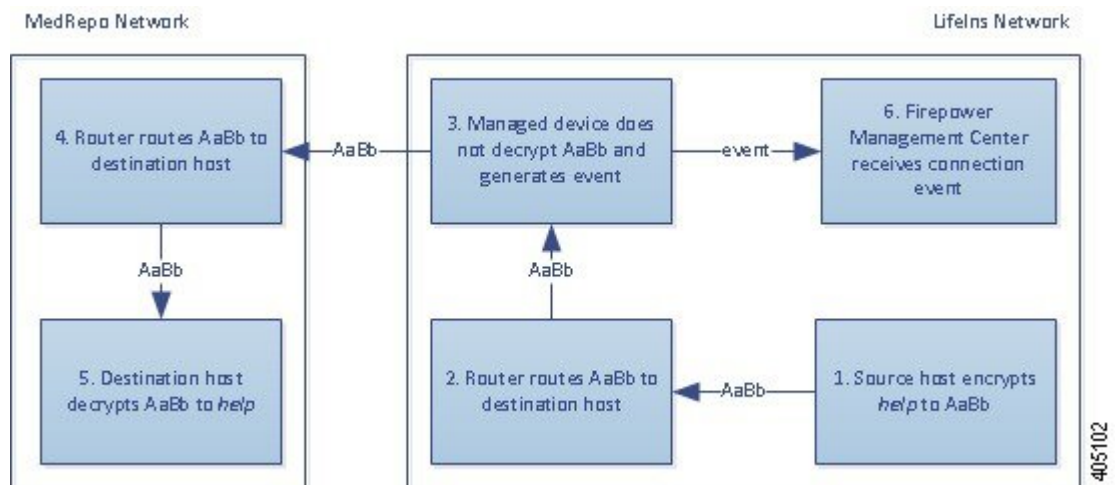 MedRepo Network
LifeIns Network
4. Router routes AaBb to
destination host
AaBb
3. Managed device does
not decrypt AaBb and
generates event
event
6. Firepower
Management Center
receives connection
event
AaBb
AaBb
5. Destination host
decrypts AaBb to help
2. Router routes AaBb to
destination host
AaBb
1. Source host encrypts
help to AaBb
405102